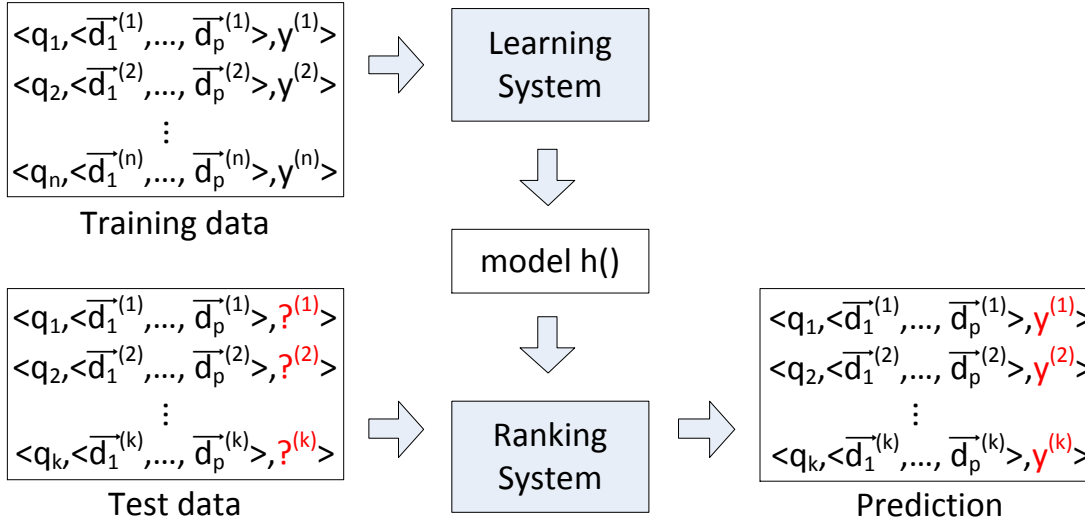 <q₁,<d₁⃗⁽¹⁾,..., dₚ⃗⁽¹⁾>,y⁽¹⁾>
<q₂,<d₁⃗⁽²⁾,..., dₚ⃗⁽²⁾>,y⁽²⁾>
⋮
<qₙ,<d₁⃗⁽ⁿ⁾,..., dₚ⃗⁽ⁿ⁾>,y⁽ⁿ⁾>
Training data
Learning
System
model h()
<q₁,<d₁⃗⁽¹⁾,..., dₚ⃗⁽¹⁾>,?⁽¹⁾>
<q₂,<d₁⃗⁽²⁾,..., dₚ⃗⁽²⁾>,?⁽²⁾>
⋮
<qₖ,<d₁⃗⁽ᵏ⁾,..., dₚ⃗⁽ᵏ⁾>,?⁽ᵏ⁾>
Test data
Ranking
System
<q₁,<d₁⃗⁽¹⁾,..., dₚ⃗⁽¹⁾>,y⁽¹⁾>
<q₂,<d₁⃗⁽²⁾,..., dₚ⃗⁽²⁾>,y⁽²⁾>
⋮
<qₖ,<d₁⃗⁽ᵏ⁾,..., dₚ⃗⁽ᵏ⁾>,y⁽ᵏ⁾>
Prediction